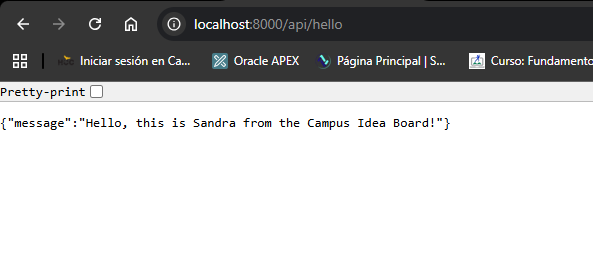 localhost:8000/api/hello
Iniciar sesión en Ca... Oracle APEX Página Principal | S... Curso: Fundamento
Pretty-print
{"message":"Hello, this is Sandra from the Campus Idea Board!"}